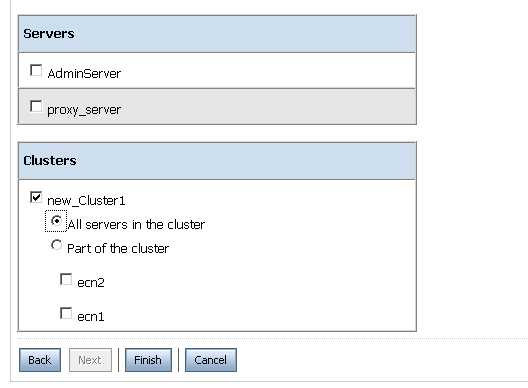 Servers
AdminServer
proxy_server
Clusters
new_Cluster1
All servers in the cluster
Part of the cluster
ecn2
ecn1
Back Next Finish Cancel